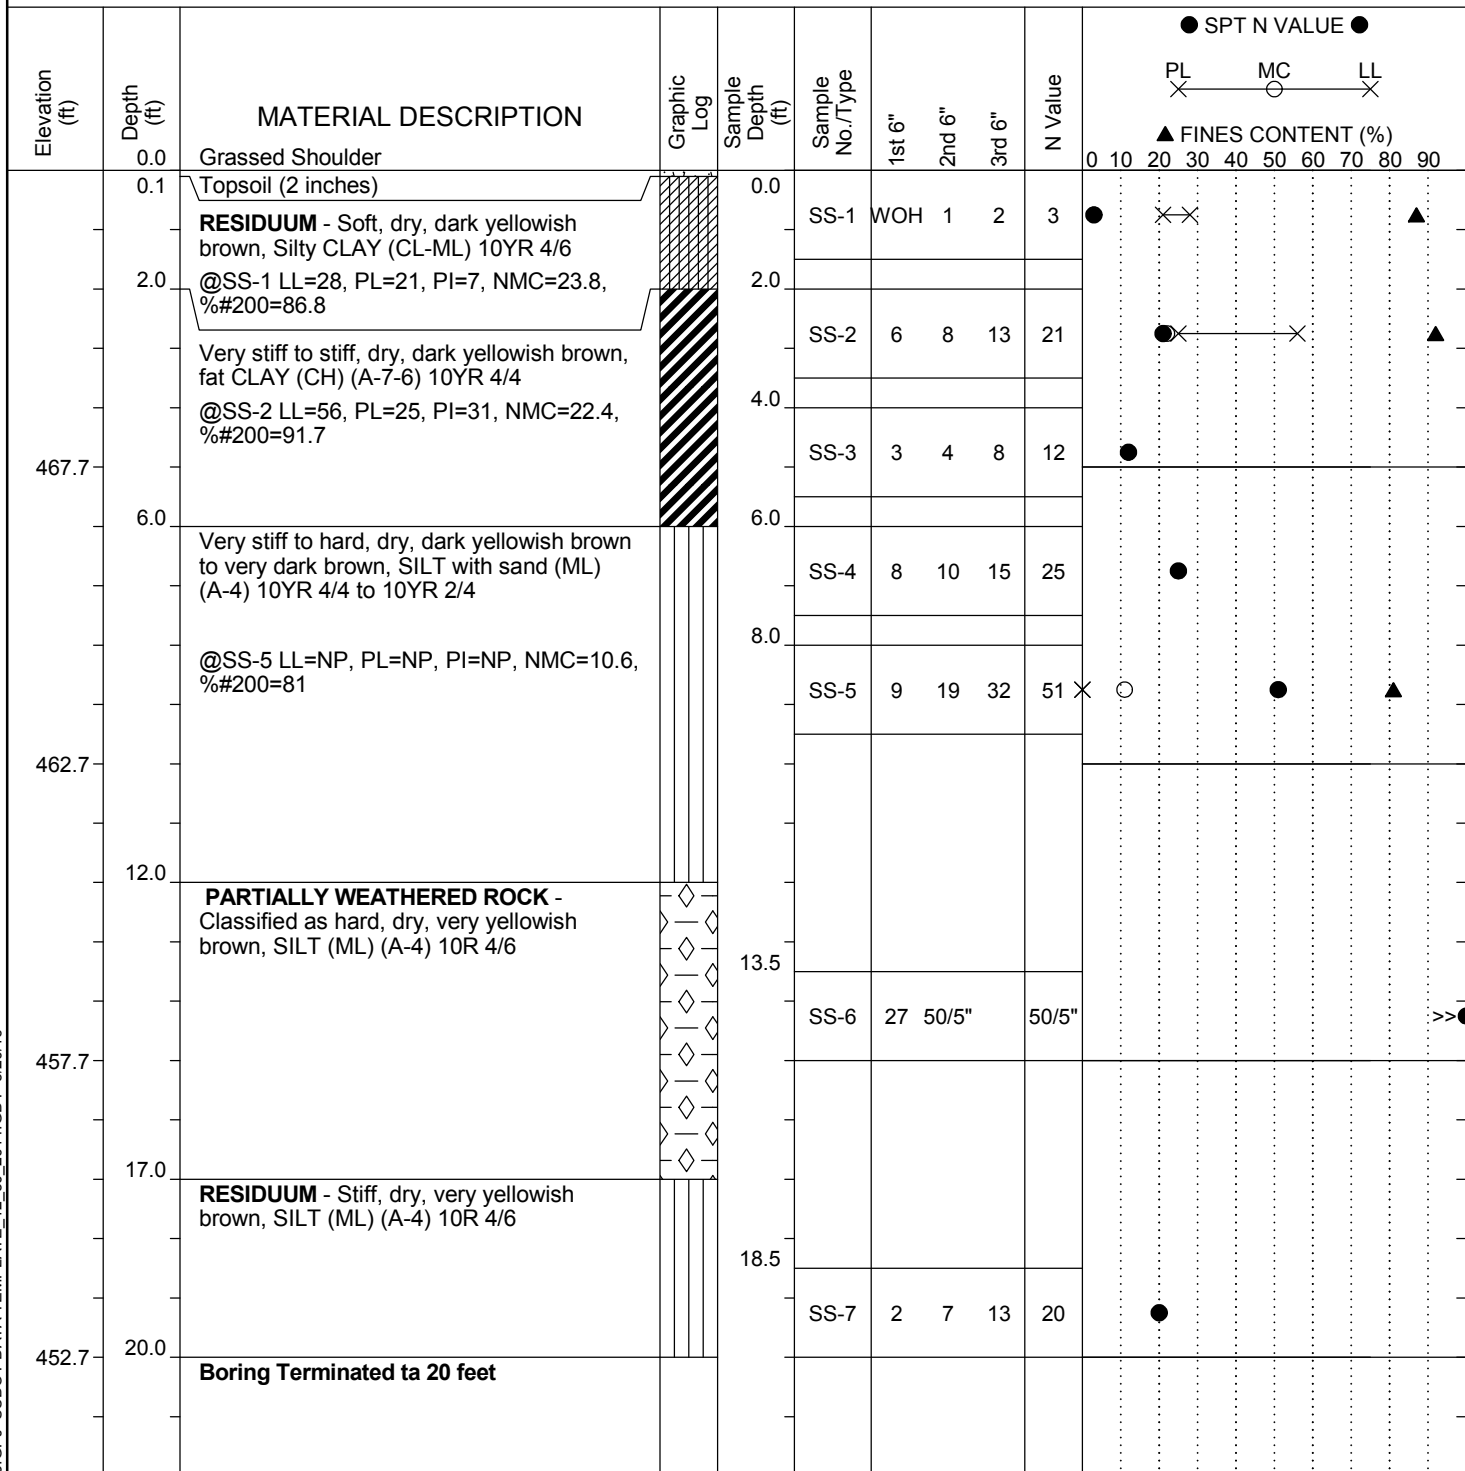 ● SPT N VALUE ●
PL MC LL
▲ FINES CONTENT (%)
0 10 20 30 40 50 60 70 80 90
Elevation (ft)
Depth (ft)
MATERIAL DESCRIPTION
Graphic Log
Sample Depth (ft)
Sample No./Type
1st 6"
2nd 6"
3rd 6"
N Value
0.0 Grassed Shoulder
0.1 Topsoil (2 inches) 0.0
RESIDUUM - Soft, dry, dark yellowish
brown, Silty CLAY (CL-ML) 10YR 4/6
SS-1 WOH 1 2 3
@SS-1 LL=28, PL=21, PI=7, NMC=23.8,
%#200=86.8
2.0 2.0
Very stiff to stiff, dry, dark yellowish brown,
fat CLAY (CH) (A-7-6) 10YR 4/4
SS-2 6 8 13 21
@SS-2 LL=56, PL=25, PI=31, NMC=22.4,
%#200=91.7
4.0
SS-3 3 4 8 12
467.7
6.0 6.0
Very stiff to hard, dry, dark yellowish brown
to very dark brown, SILT with sand (ML)
(A-4) 10YR 4/4 to 10YR 2/4
SS-4 8 10 15 25
8.0
@SS-5 LL=NP, PL=NP, PI=NP, NMC=10.6,
%#200=81
SS-5 9 19 32 51
462.7
12.0
PARTIALLY WEATHERED ROCK -
Classified as hard, dry, very yellowish
brown, SILT (ML) (A-4) 10R 4/6
13.5
SS-6 27 50/5" 50/5" >>
457.7
17.0
RESIDUUM - Stiff, dry, very yellowish
brown, SILT (ML) (A-4) 10R 4/6
18.5
SS-7 2 7 13 20
452.7
20.0
Boring Terminated ta 20 feet